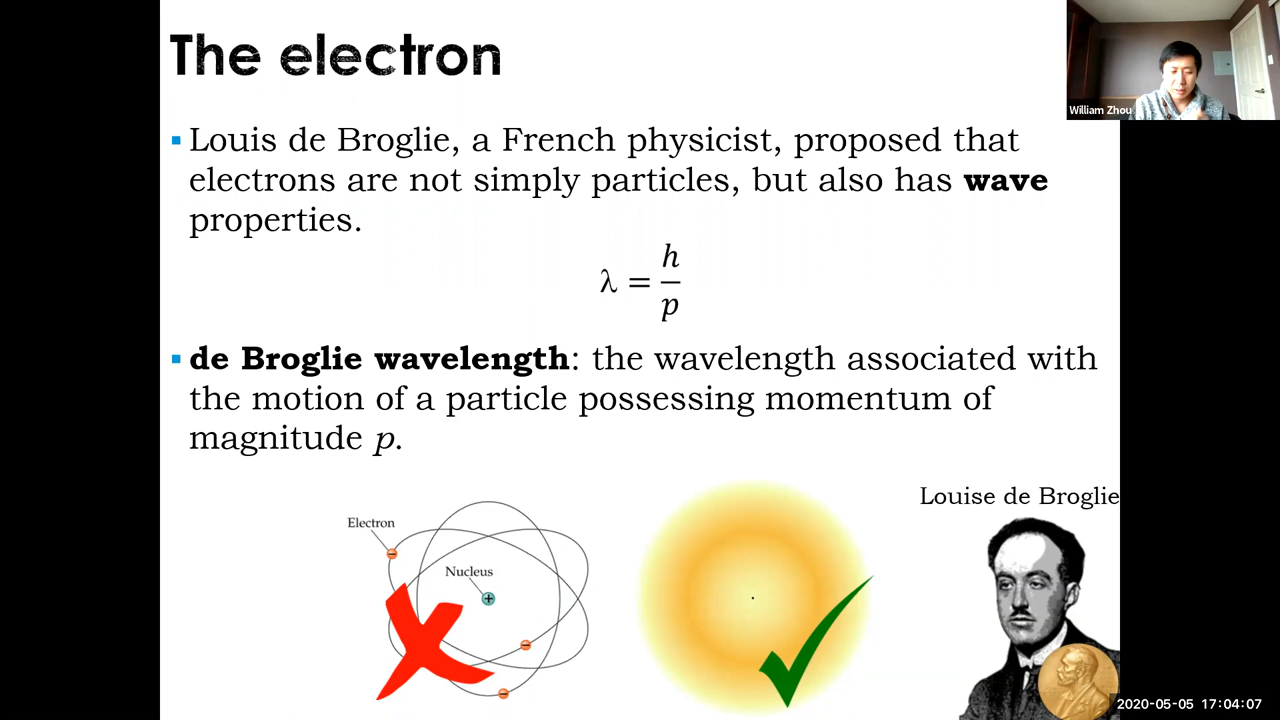 The electron
William Zhou
Louis de Broglie, a French physicist, proposed that
electrons are not simply particles, but also has wave
properties.
λ = h/p
de Broglie wavelength: the wavelength associated with
the motion of a particle possessing momentum of
magnitude p.
Louise de Broglie
Electron
Nucleus
2020-05-05 17:04:07